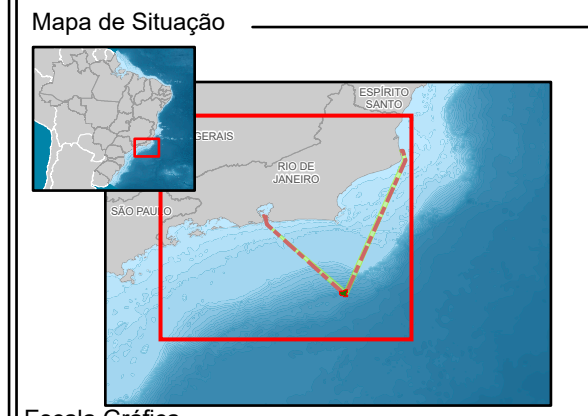 Mapa de Situação
ESPÍRITO
SANTO
GERAIS
RIO DE
JANEIRO
SÃO PAULO
Escala Gráfica